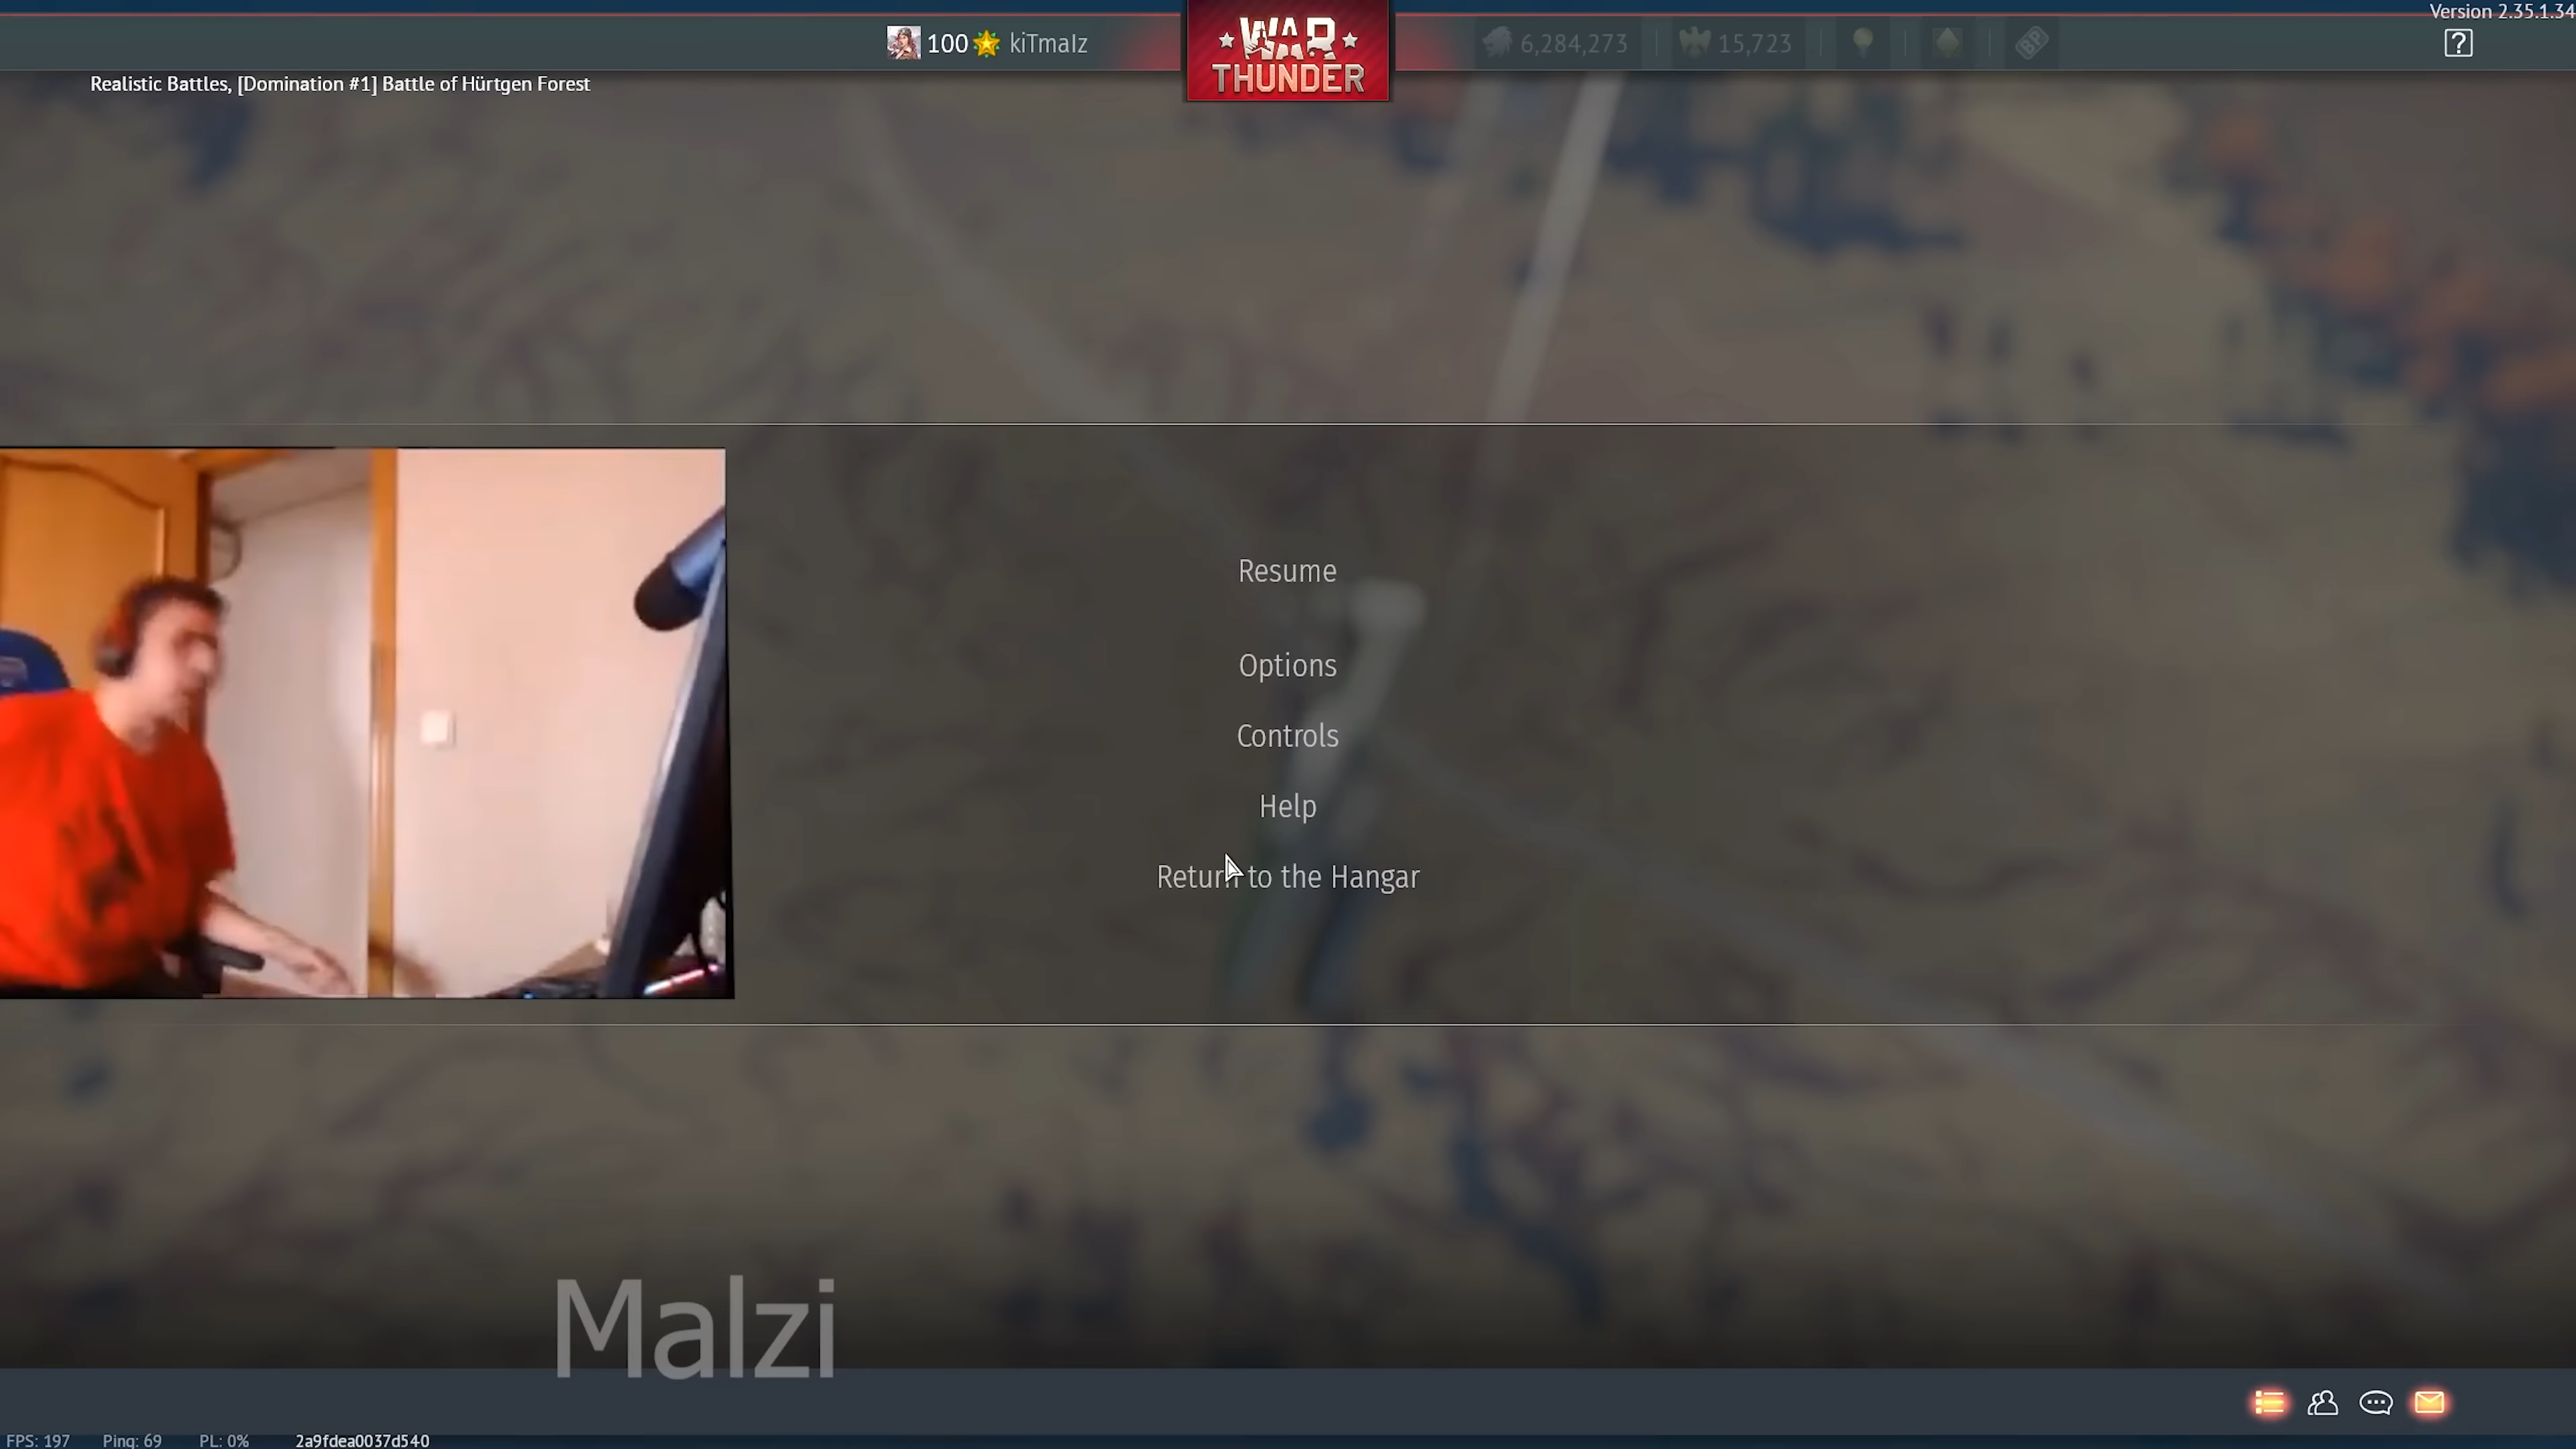 Version 2.35.1.34
100 kiTmalz
WAR
THUNDER
6,284,273
15,723
BP
?
Realistic Battles, [Domination #1] Battle of Hürtgen Forest
Resume
Options
Controls
Help
Return to the Hangar
Malzi
FPS: 197 Ping: 69 PL: 0% 2a9fdea0037d540